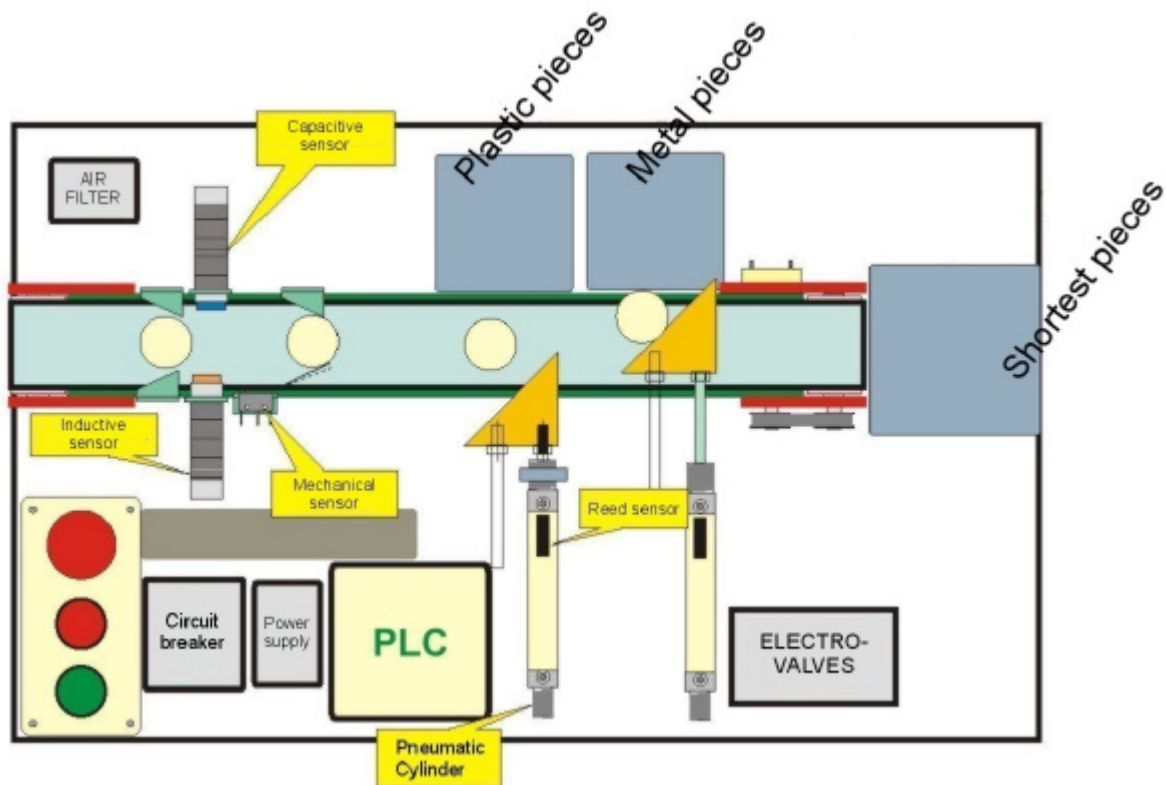 Plastic pieces
Metal pieces
Shortest pieces
Capacitive
sensor
AIR
FILTER
Inductive
sensor
Mechanical
sensor
Reed sensor
Circuit
breaker
Power
supply
PLC
ELECTRO-
VALVES
Pneumatic
Cylinder